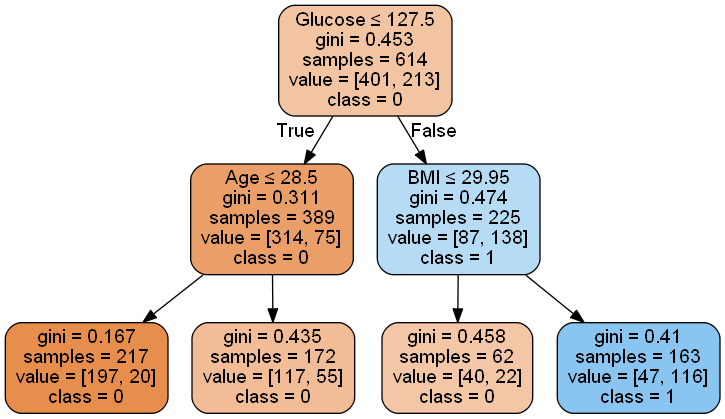 Glucose ≤ 127.5
gini = 0.453
samples = 614
value = [401, 213]
class = 0
True
False
Age ≤ 28.5
gini = 0.311
samples = 389
value = [314, 75]
class = 0
BMI ≤ 29.95
gini = 0.474
samples = 225
value = [87, 138]
class = 1
gini = 0.167
samples = 217
value = [197, 20]
class = 0
gini = 0.435
samples = 172
value = [117, 55]
class = 0
gini = 0.458
samples = 62
value = [40, 22]
class = 0
gini = 0.41
samples = 163
value = [47, 116]
class = 1